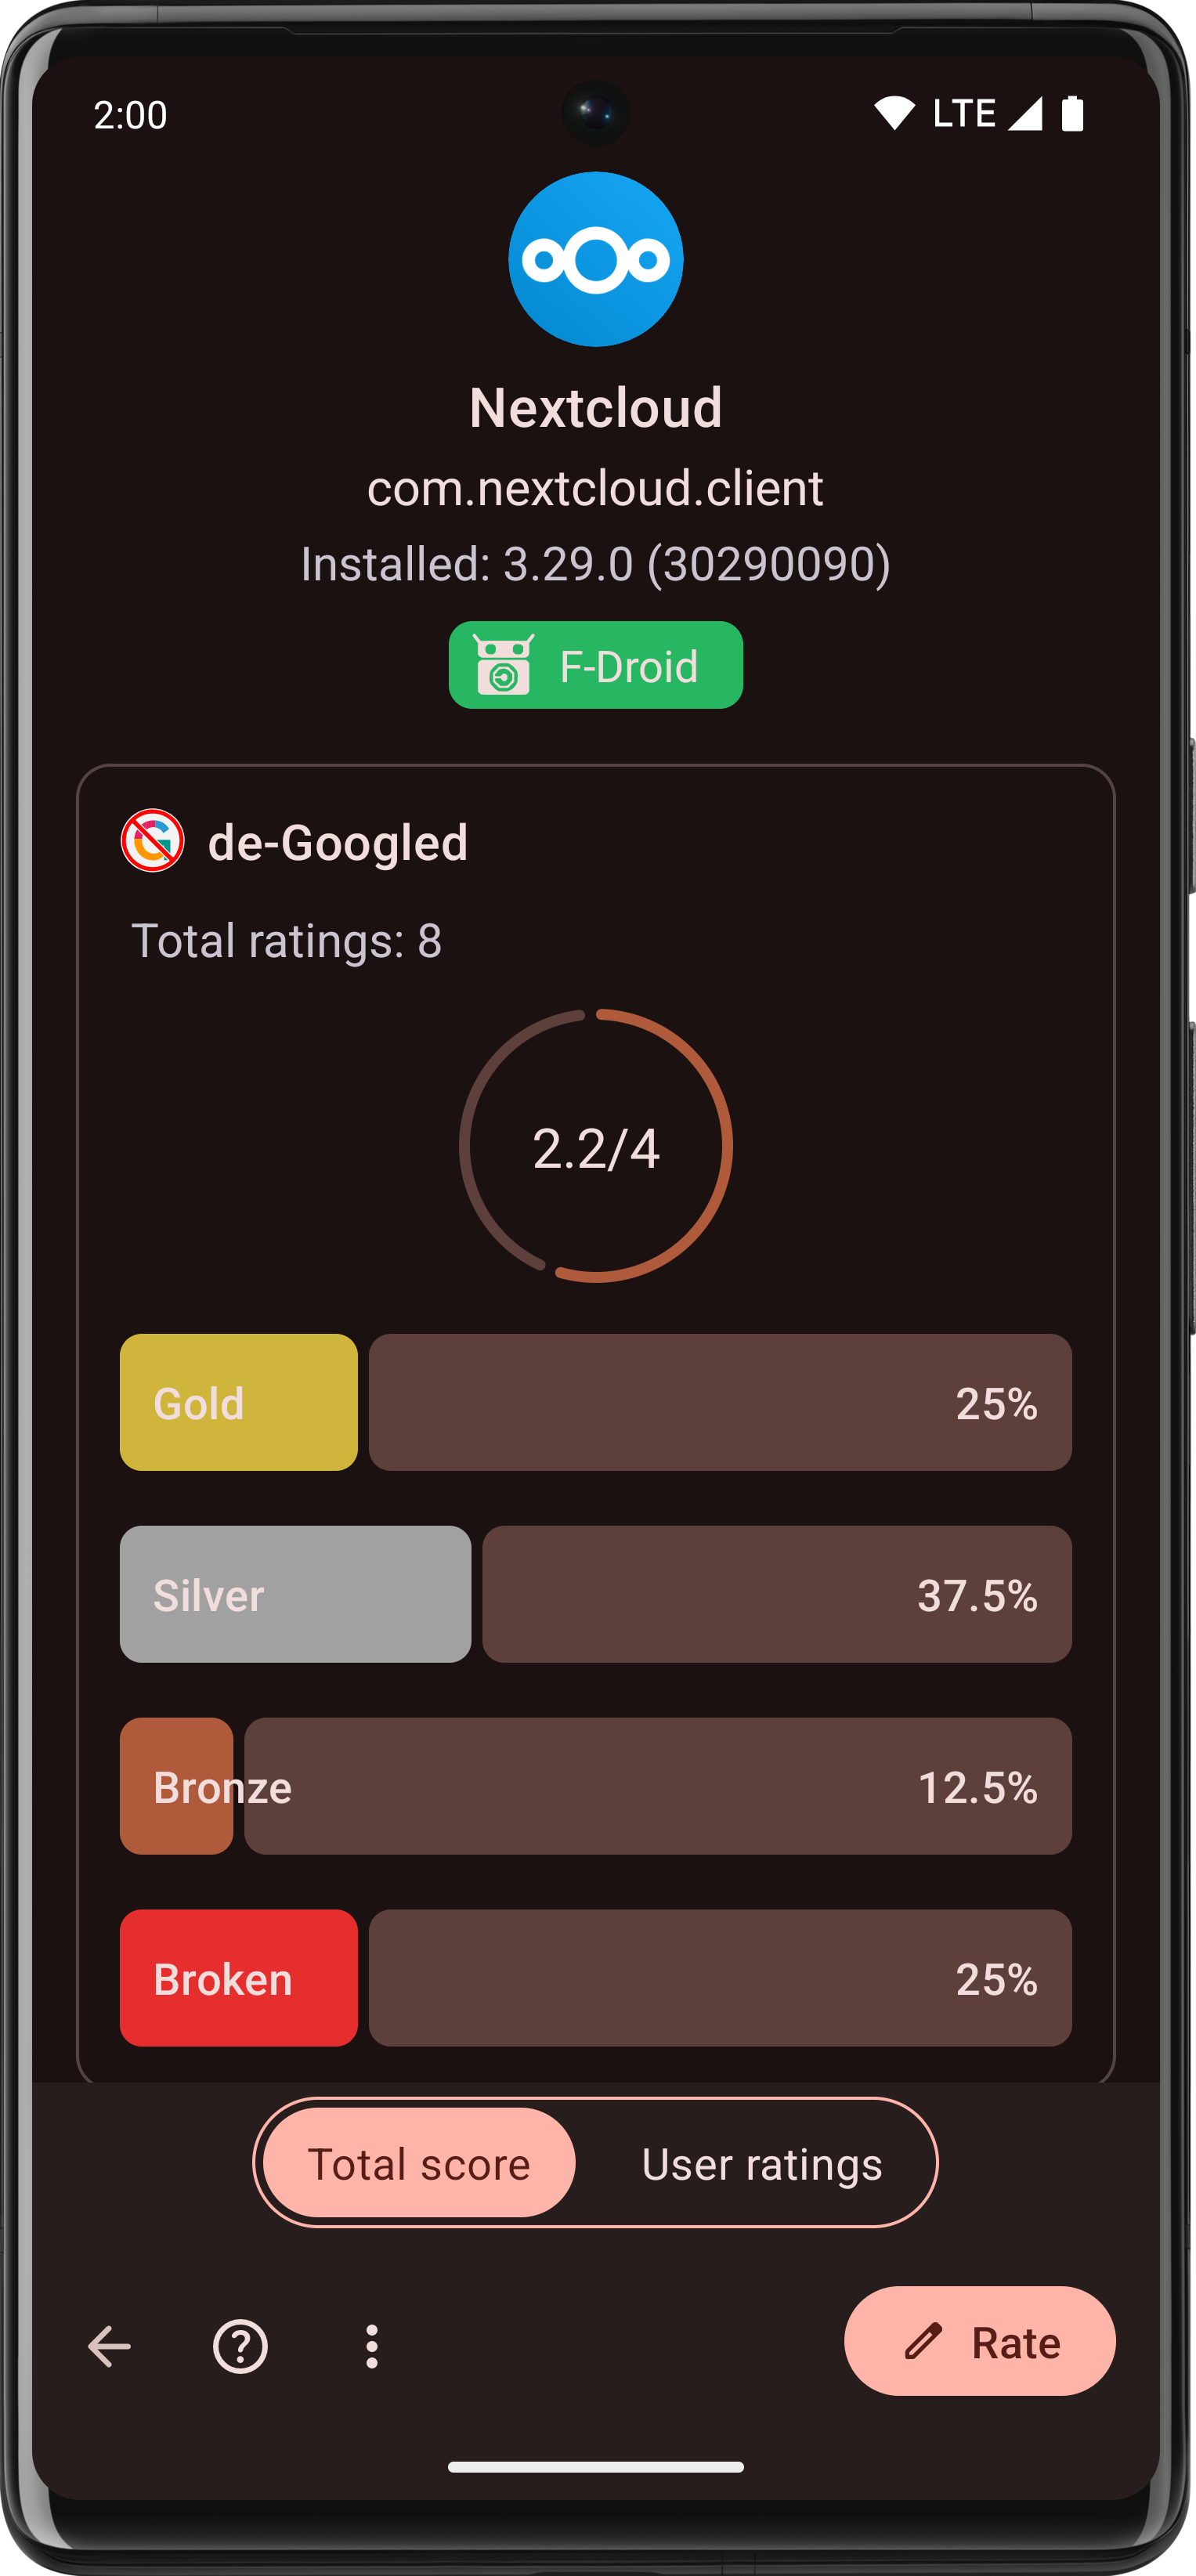 2:00
LTE
Nextcloud
com.nextcloud.client
Installed: 3.29.0 (30290090)
F-Droid
de-Googled
Total ratings: 8
2.2/4
Gold 25%
Silver 37.5%
Bronze 12.5%
Broken 25%
Total score User ratings
Rate